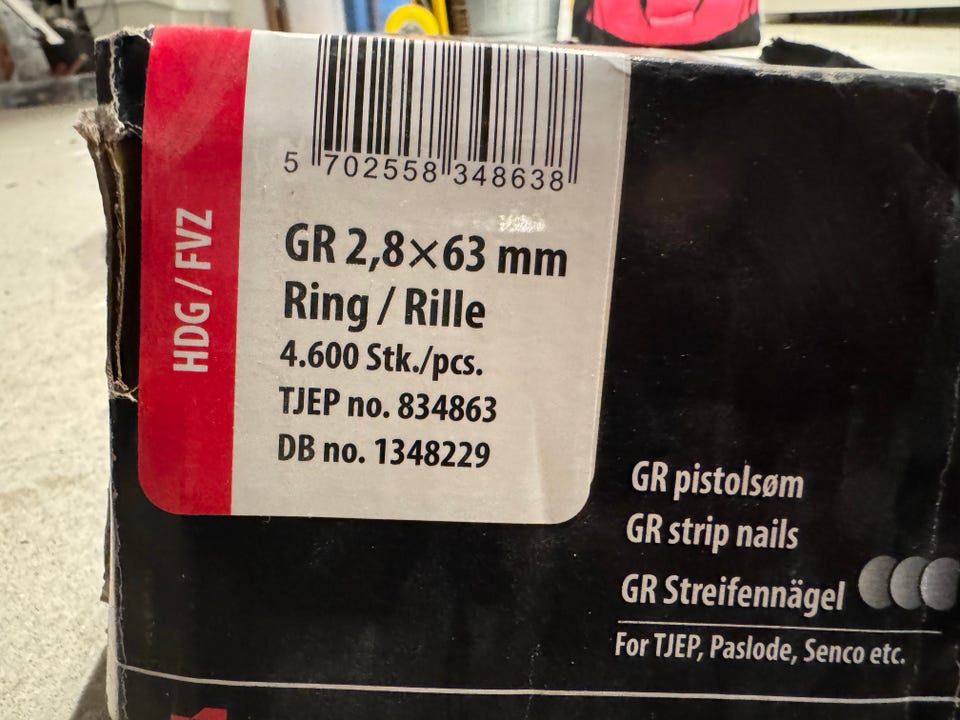 5 702558 348638
HDG / FVZ
GR 2,8×63 mm
Ring / Rille
4.600 Stk./pcs.
TJEP no. 834863
DB no. 1348229
GR pistolsøm
GR strip nails
GR Streifennägel
For TJEP, Paslode, Senco etc.